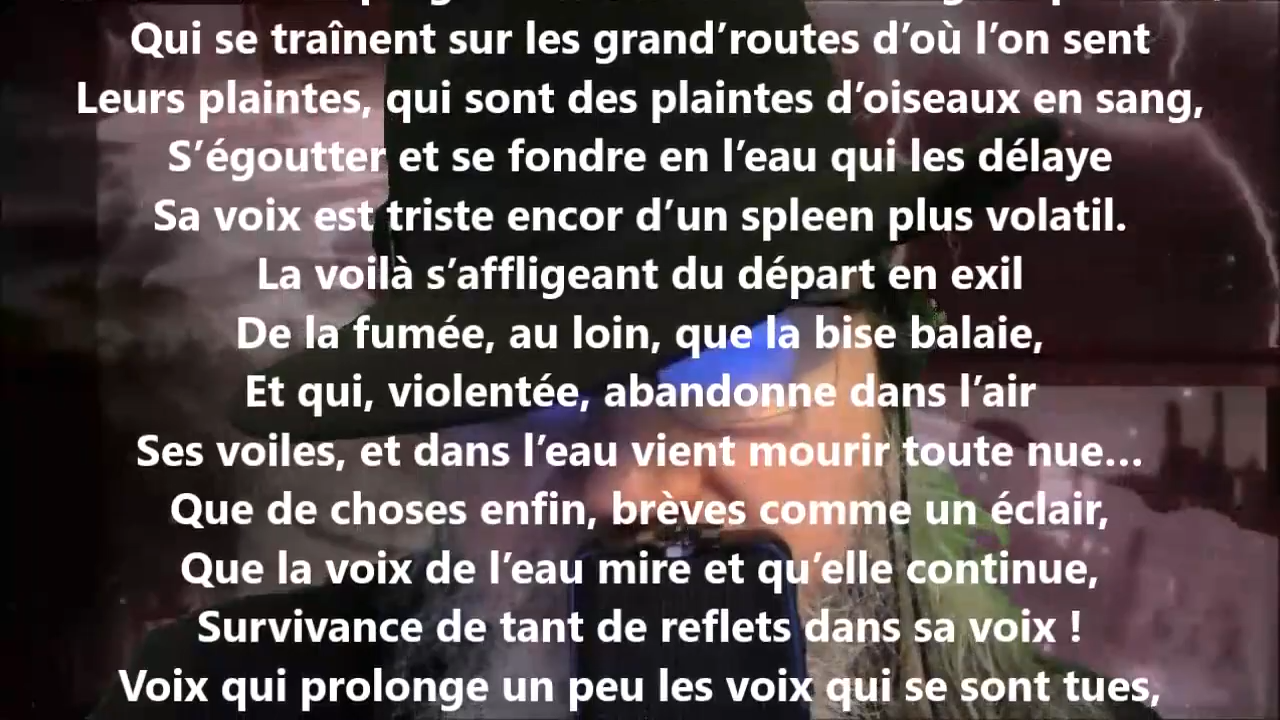 Qui se traînent sur les grand’routes d’où l’on sent
Leurs plaintes, qui sont des plaintes d’oiseaux en sang,
S’égoutter et se fondre en l’eau qui les délaye
Sa voix est triste encor d’un spleen plus volatil.
La voilà s’affligeant du départ en exil
De la fumée, au loin, que la bise balaie,
Et qui, violentée, abandonne dans l’air
Ses voiles, et dans l’eau vient mourir toute nue...
Que de choses enfin, brèves comme un éclair,
Que la voix de l’eau mire et qu’elle continue,
Survivance de tant de reflets dans sa voix !
Voix qui prolonge un peu les voix qui se sont tues,